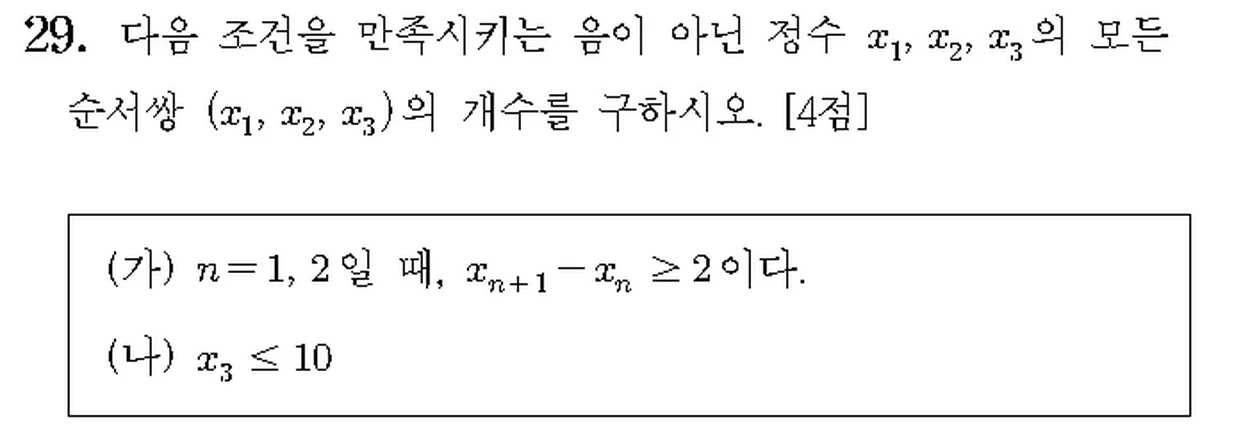 29. 다음 조건을 만족시키는 음이 아닌 정수 x₁, x₂, x₃의 모든
순서쌍 (x₁, x₂, x₃)의 개수를 구하시오. [4점]
(가) n=1, 2일 때, xₙ₊₁−xₙ ≥2이다.
(나) x₃ ≤ 10